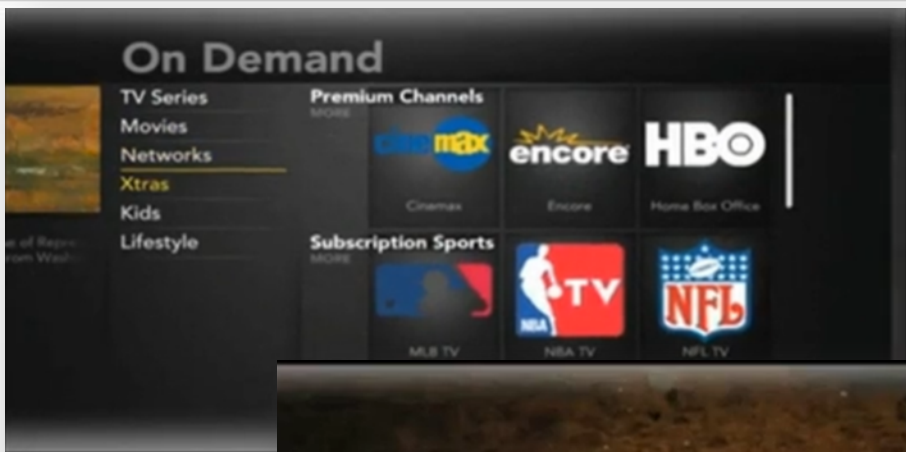 On Demand
TV Series
Movies
Networks
Xtras
Kids
Lifestyle
Premium Channels
MORE
cinemax
encore
HBO
Cinemax
Encore
Home Box Office
Subscription Sports
MORE
NBA
TV
NFL
MLB TV
NBA TV
NFL TV